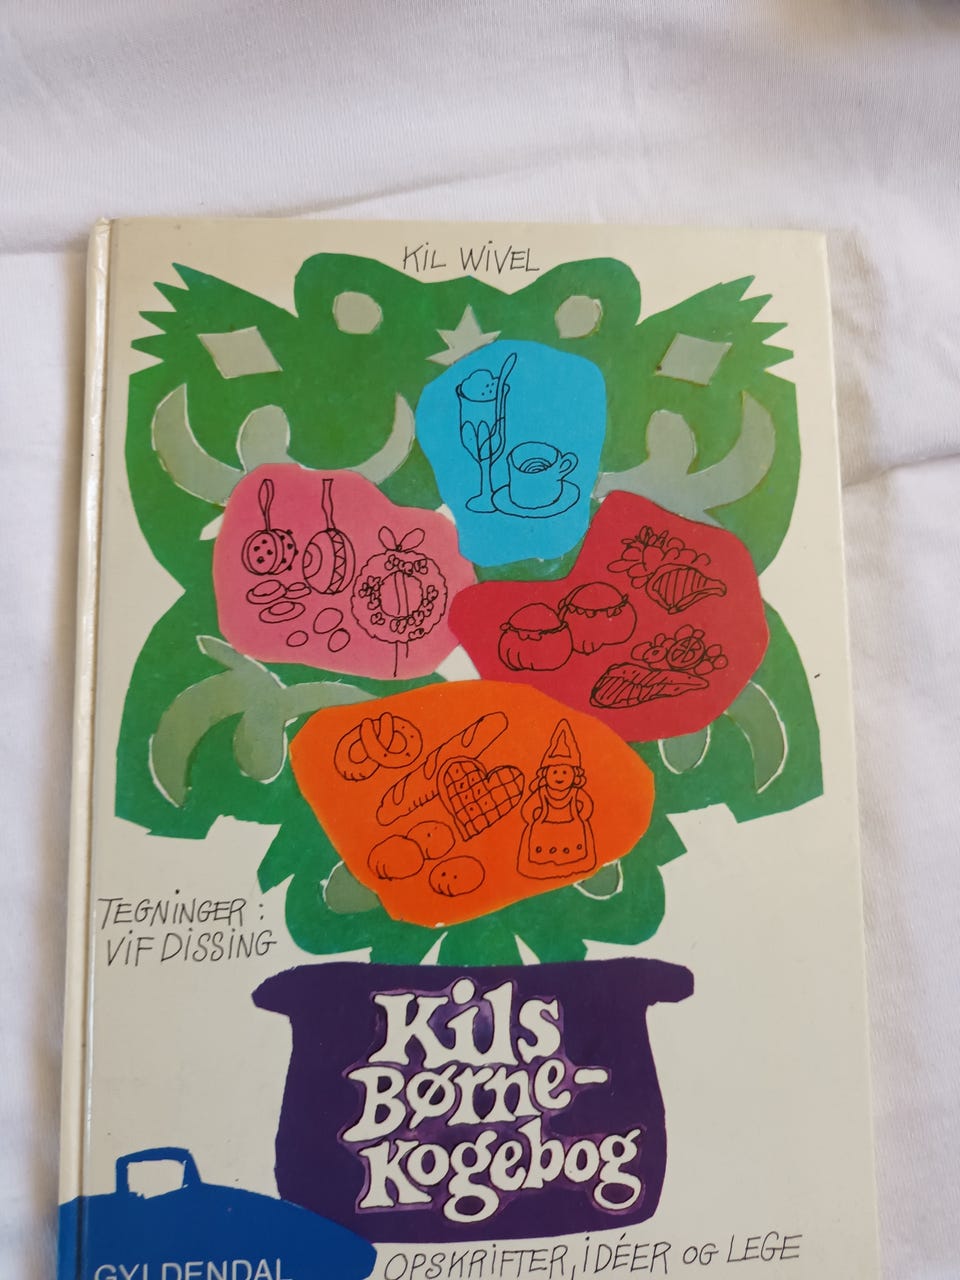 KIL WIVEL
TEGNINGER:
VIF DISSING
Kils
Børne-
kogebog
GYLDENDAL
OPSKRIFTER, IDÉER OG LEGE